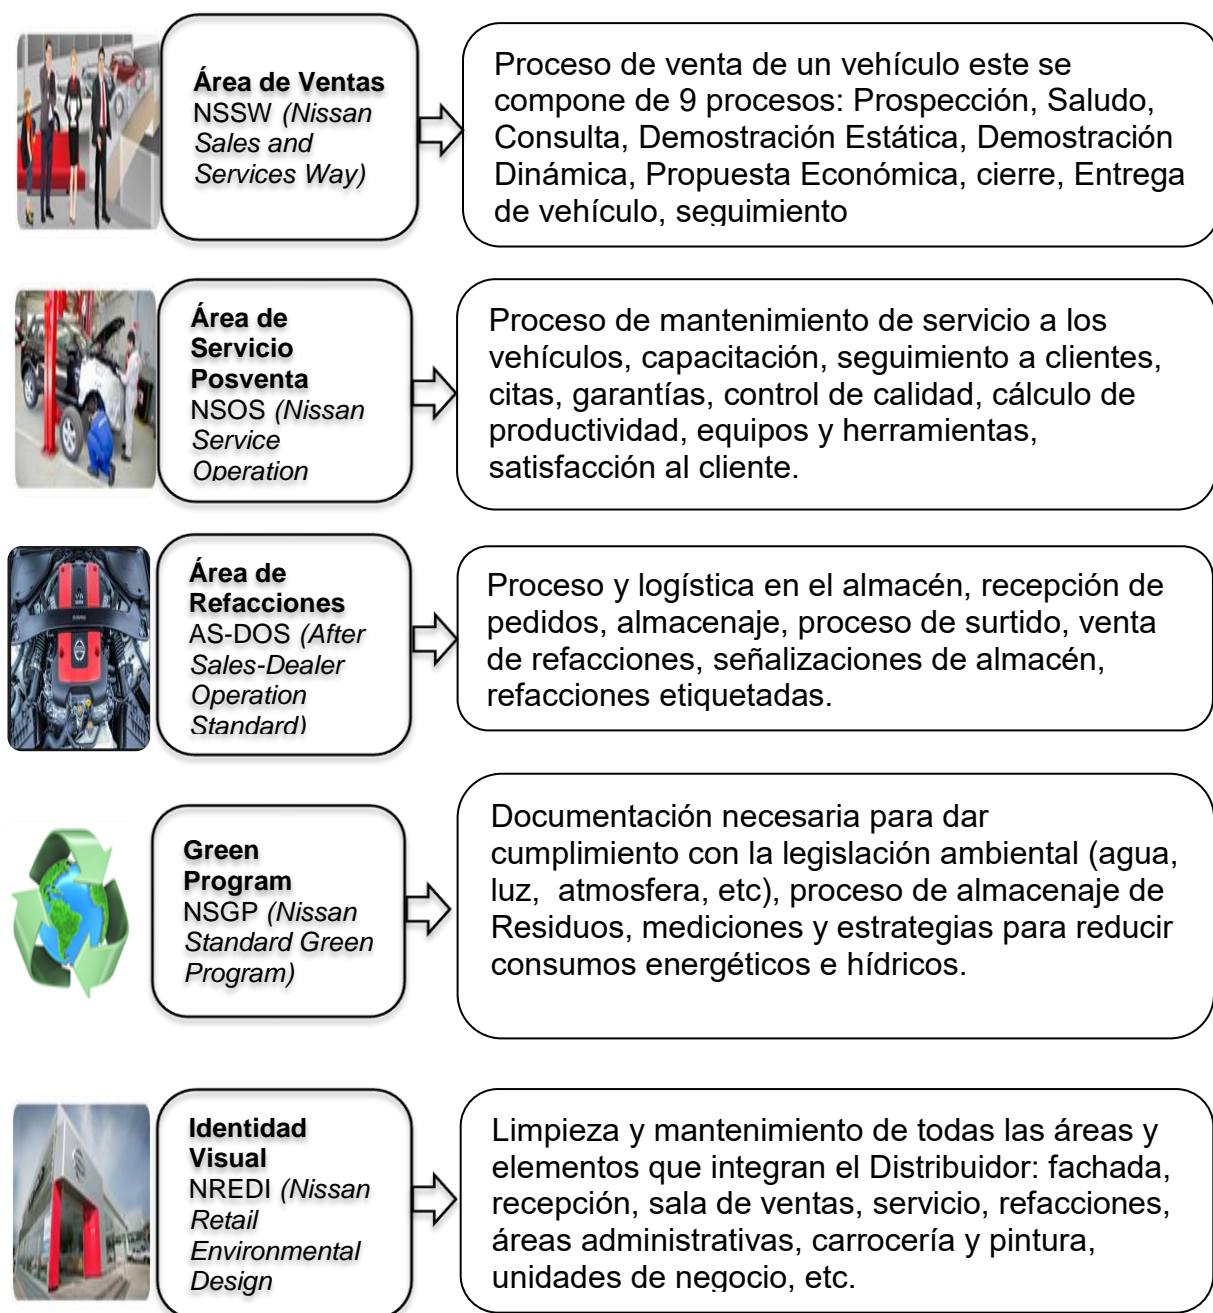 Área de Ventas
NSSW (Nissan
Sales and
Services Way)
Proceso de venta de un vehículo este se
compone de 9 procesos: Prospección, Saludo,
Consulta, Demostración Estática, Demostración
Dinámica, Propuesta Económica, cierre, Entrega
de vehículo, seguimiento
Área de
Servicio
Posventa
NSOS (Nissan
Service
Operation
Proceso de mantenimiento de servicio a los
vehículos, capacitación, seguimiento a clientes,
citas, garantías, control de calidad, cálculo de
productividad, equipos y herramientas,
satisfacción al cliente.
Área de
Refacciones
AS-DOS (After
Sales-Dealer
Operation
Standard)
Proceso y logística en el almacén, recepción de
pedidos, almacenaje, proceso de surtido, venta
de refacciones, señalizaciones de almacén,
refacciones etiquetadas.
Green
Program
NSGP (Nissan
Standard Green
Program)
Documentación necesaria para dar
cumplimiento con la legislación ambiental (agua,
luz, atmosfera, etc), proceso de almacenaje de
Residuos, mediciones y estrategias para reducir
consumos energéticos e hídricos.
Identidad
Visual
NREDI (Nissan
Retail
Environmental
Design
Limpieza y mantenimiento de todas las áreas y
elementos que integran el Distribuidor: fachada,
recepción, sala de ventas, servicio, refacciones,
áreas administrativas, carrocería y pintura,
unidades de negocio, etc.